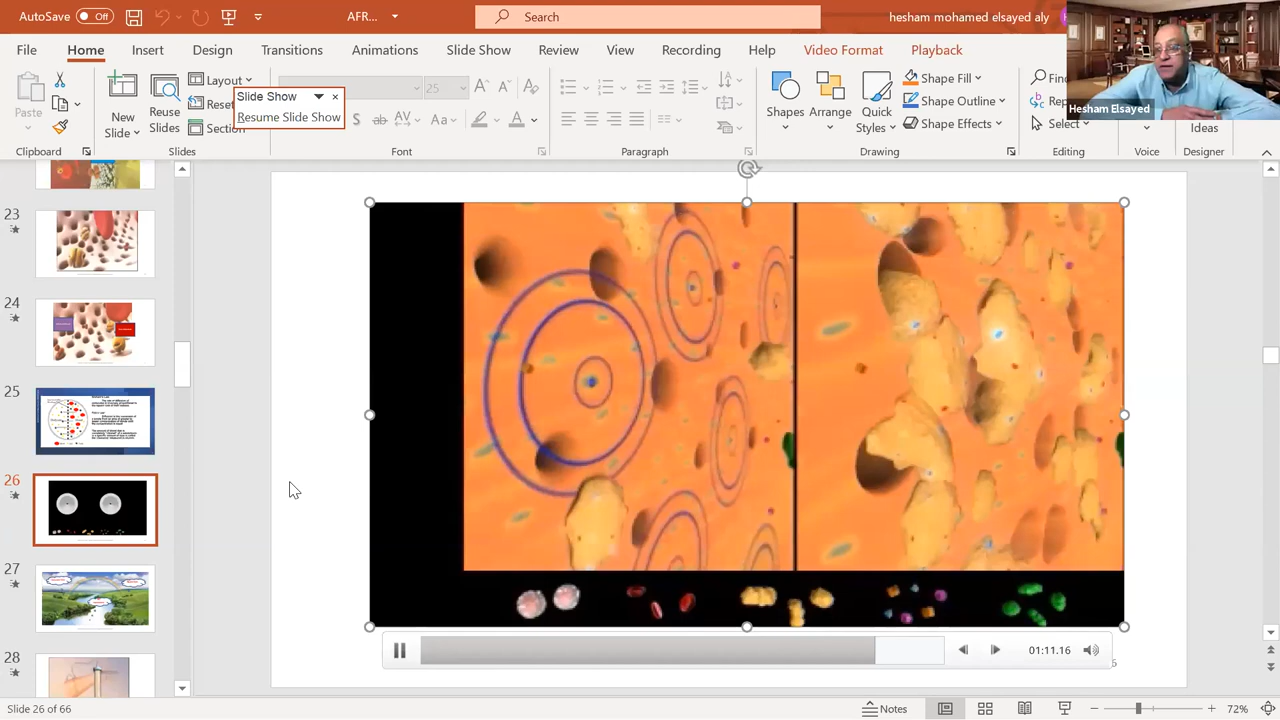 AutoSave Off AFR... Search hesham mohamed elsayed aly
File Home Insert Design Transitions Animations Slide Show Review View Recording Help Video Format Playback
Paste
New Slide
Reuse Slides
Layout
Reset
Section
Slide Show
Resume Slide Show
25
Aa
A
Shapes
Arrange
Quick Styles
Shape Fill
Shape Outline
Shape Effects
Select
Ideas
Hesham Elsayed
Clipboard Slides Font Paragraph Drawing Editing Voice Designer
23
24
25
26
27
28
01:11.16
Slide 26 of 66 Notes 72%